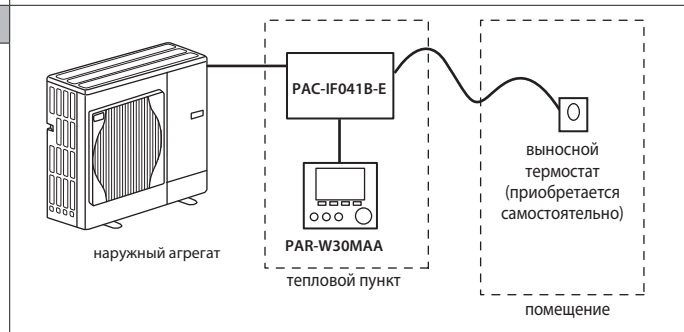 PAC-IF041B-E
выносной
термостат
(приобретается
самостоятельно)
наружный агрегат
PAR-W30MAA
тепловой пункт
помещение